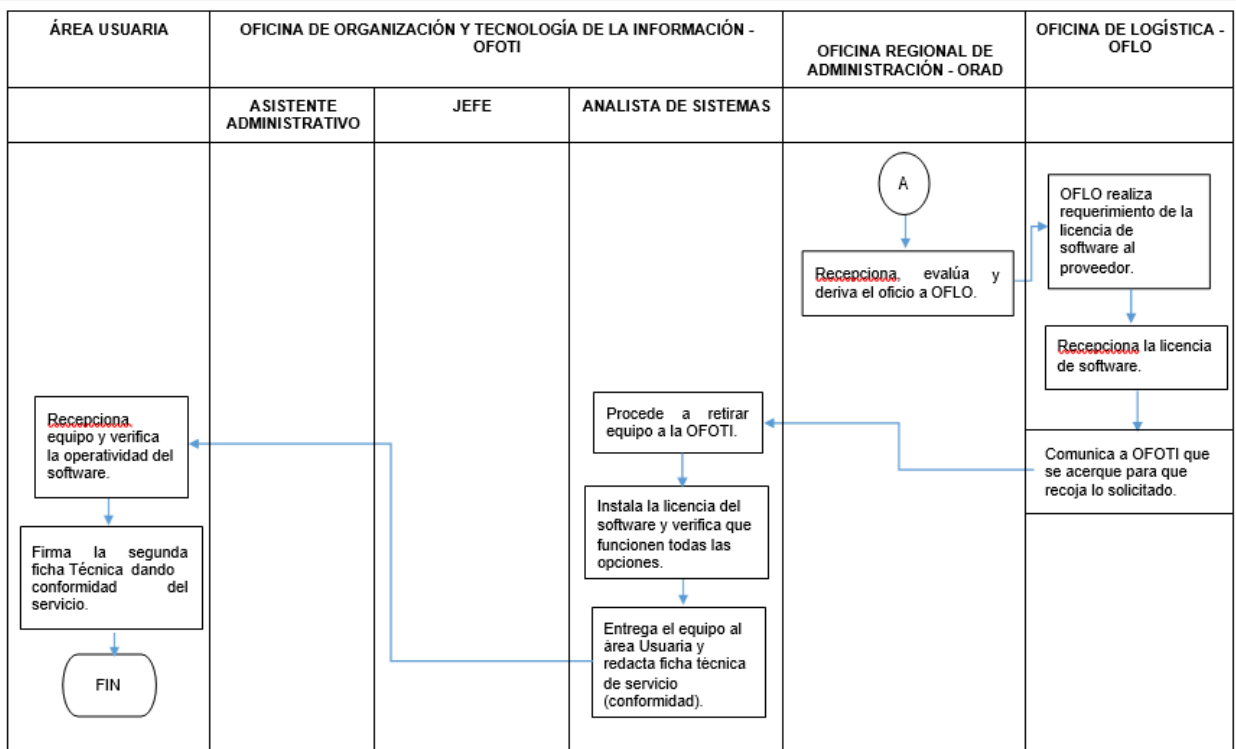 ÁREA USUARIA
OFICINA DE ORGANIZACIÓN Y TECNOLOGÍA DE LA INFORMACIÓN -
OFOTI
OFICINA REGIONAL DE
ADMINISTRACIÓN - ORAD
OFICINA DE LOGÍSTICA -
OFLO
ASISTENTE
ADMINISTRATIVO
JEFE
ANALISTA DE SISTEMAS
A
Recepciona, evalúa y
deriva el oficio a OFLO.
OFLO realiza
requerimiento de la
licencia de
software al
proveedor.
Recepciona la licencia
de software.
Comunica a OFOTI que
se acerque para que
recoja lo solicitado.
Procede a retirar
equipo a la OFOTI.
Instala la licencia del
software y verifica que
funcionen todas las
opciones.
Entrega el equipo al
área Usuaria y
redacta ficha técnica
de servicio
(conformidad).
Recepciona
equipo y verifica
la operatividad del
software.
Firma la segunda
ficha Técnica dando
conformidad del
servicio.
FIN